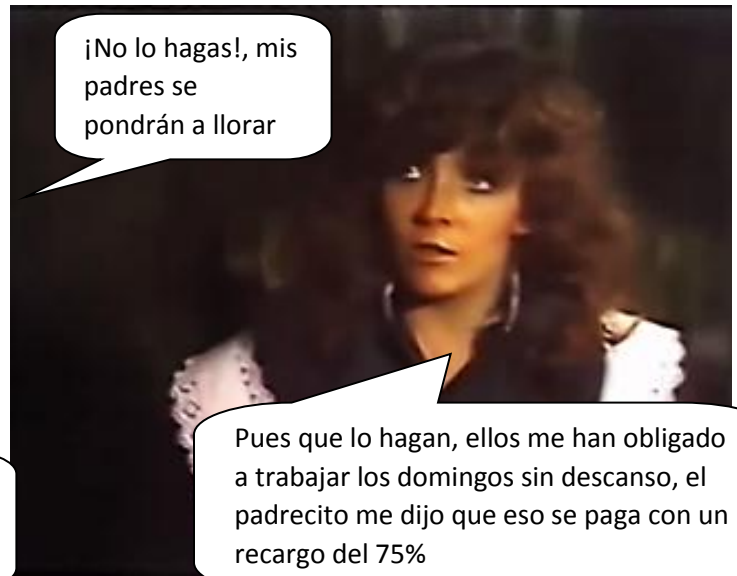 ¡No lo hagas!, mis
padres se
pondrán a llorar
Pues que lo hagan, ellos me han obligado
a trabajar los domingos sin descanso, el
padrecito me dijo que eso se paga con un
recargo del 75%